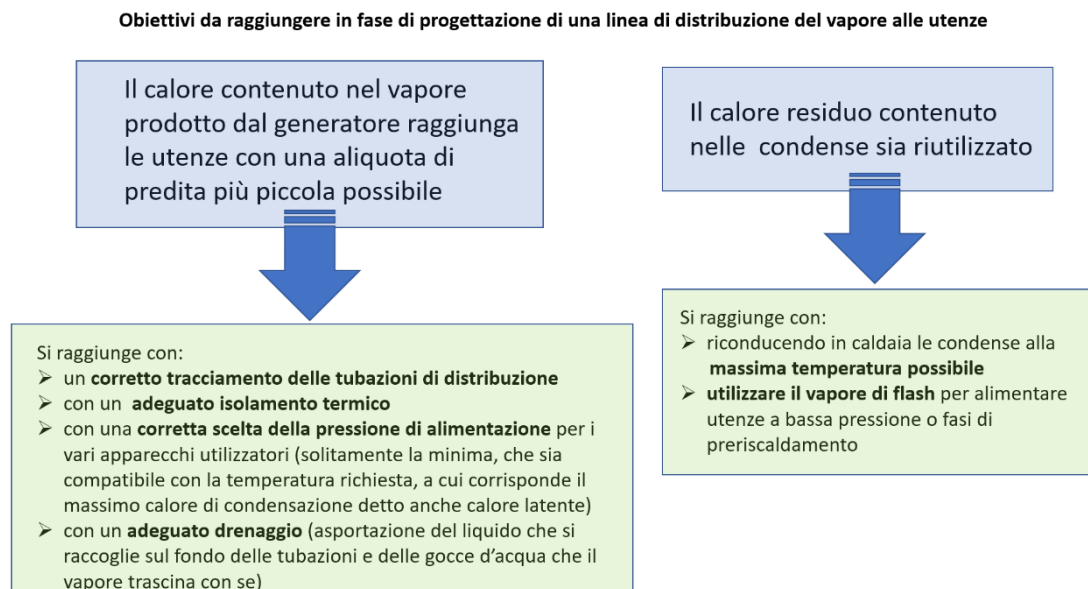 Obiettivi da raggiungere in fase di progettazione di una linea di distribuzione del vapore alle utenze
Il calore contenuto nel vapore
prodotto dal generatore raggiunga
le utenze con una aliquota di
predita più piccola possibile
Si raggiunge con:
➢ un corretto tracciamento delle tubazioni di distribuzione
➢ con un adeguato isolamento termico
➢ con una corretta scelta della pressione di alimentazione per i
vari apparecchi utilizzatori (solitamente la minima, che sia
compatibile con la temperatura richiesta, a cui corrisponde il
massimo calore di condensazione detto anche calore latente)
➢ con un adeguato drenaggio (asportazione del liquido che si
raccoglie sul fondo delle tubazioni e delle gocce d'acqua che il
vapore trascina con se)
Il calore residuo contenuto
nelle condense sia riutilizzato
Si raggiunge con:
➢ riconducendo in caldaia le condense alla
massima temperatura possibile
➢ utilizzare il vapore di flash per alimentare
utenze a bassa pressione o fasi di
preriscaldamento